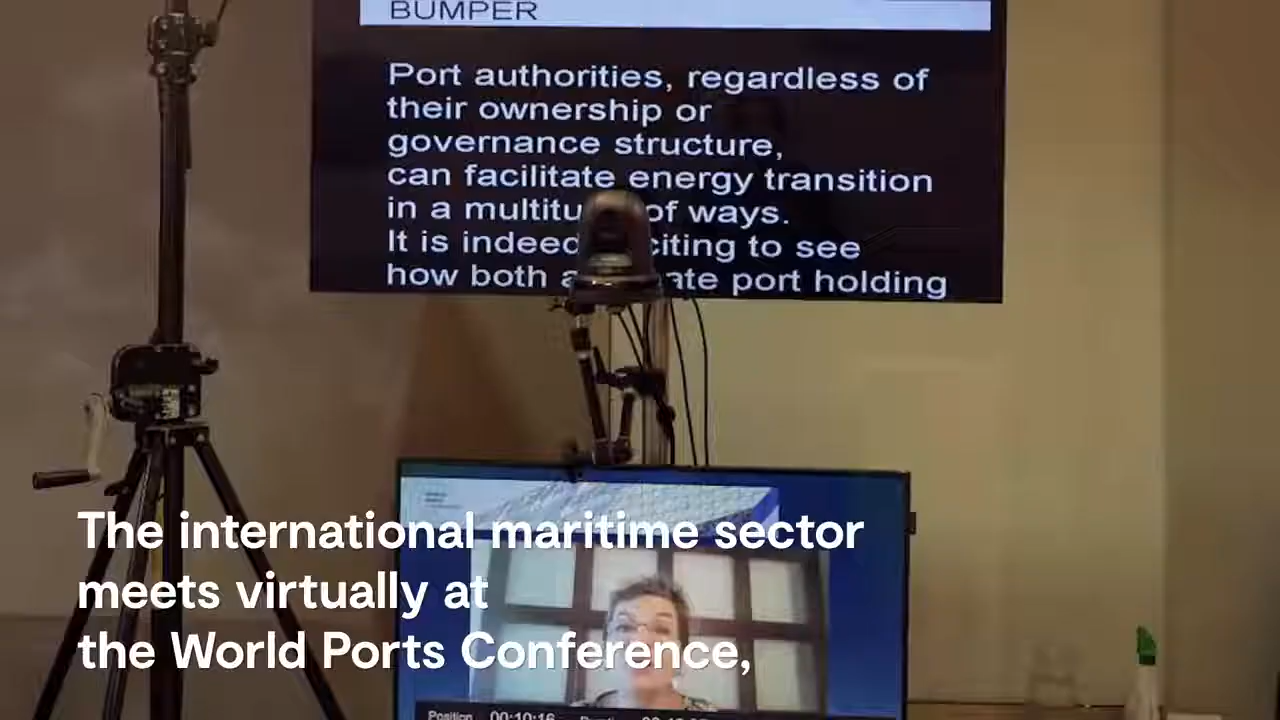 BUMPER
Port authorities, regardless of
their ownership or
governance structure,
can facilitate energy transition
in a multitu of ways.
It is indeed citing to see
how both a ate port holding
The international maritime sector
meets virtually at
the World Ports Conference,
Position 00:10:16